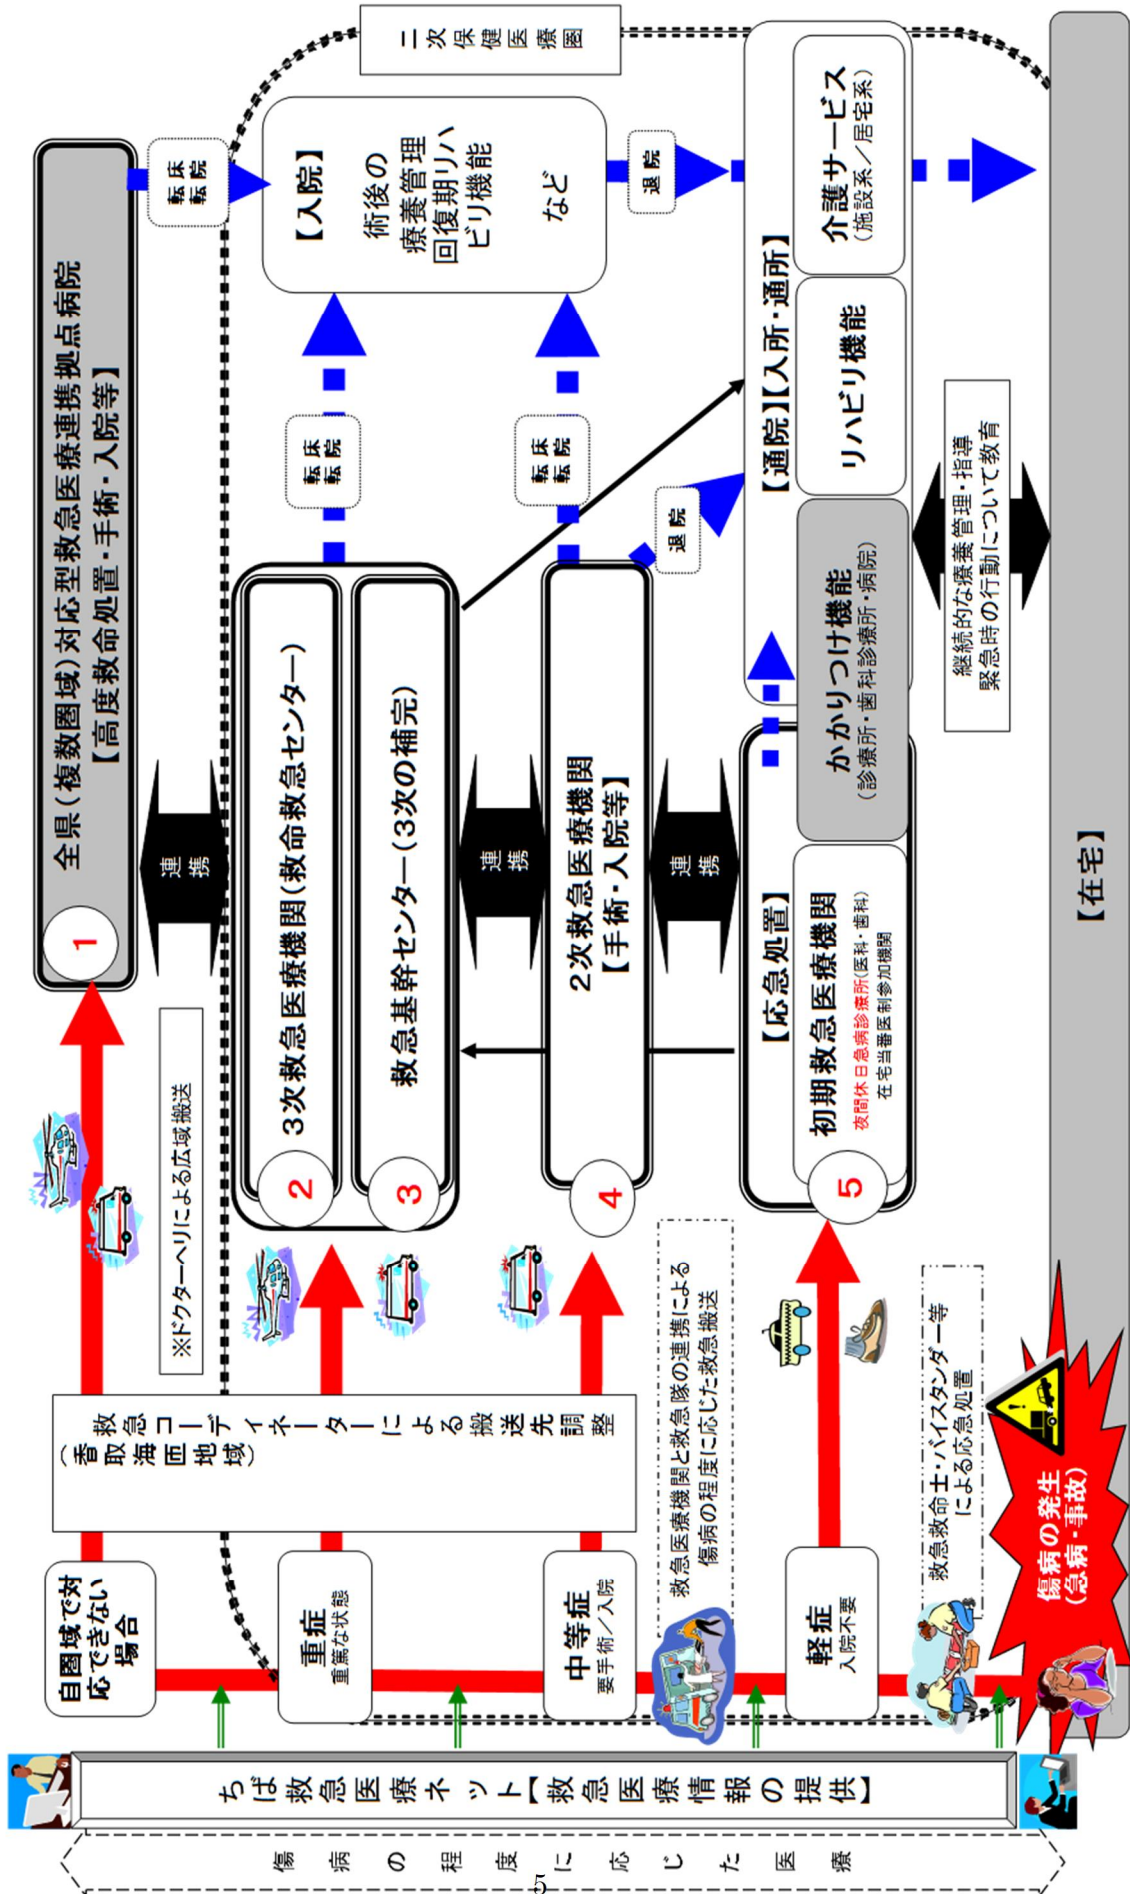 傷病の程度に応じた医療
ちば救急医療ネット【救急医療情報の提供】
自圏域で対
応できない
場合
重症
重篤な状態
中等症
要手術／入院
軽症
入院不要
傷病の発生
(急病・事故)
救急コーディネーターによる搬送先調整
(香取海匝地域)
※ドクターヘリによる広域搬送
救急医療機関と救急隊の連携による
傷病の程度に応じた救急搬送
救急救命士・バイスタンダー等
による応急処置
1
全県(複数圏域)対応型救急医療連携拠点病院
【高度救命処置・手術・入院等】
連携
2
3次救急医療機関(救命救急センター)
3
救急基幹センター(3次の補完)
連携
4
2次救急医療機関
【手術・入院等】
連携
【応急処置】
5
初期救急医療機関
夜間休日急病診療所(医科・歯科)
在宅当番医制参加機関
かかりつけ機能
(診療所・歯科診療所・病院)
【通院】【入所・通所】
リハビリ機能
介護サービス
(施設系／居宅系)
転床
転院
転床
転院
転床
転院
退院
退院
【入院】
術後の
療養管理
回復期リハ
ビリ機能
など
二次保健医療圏
継続的な療養管理・指導
緊急時の行動について教育
【在宅】
5